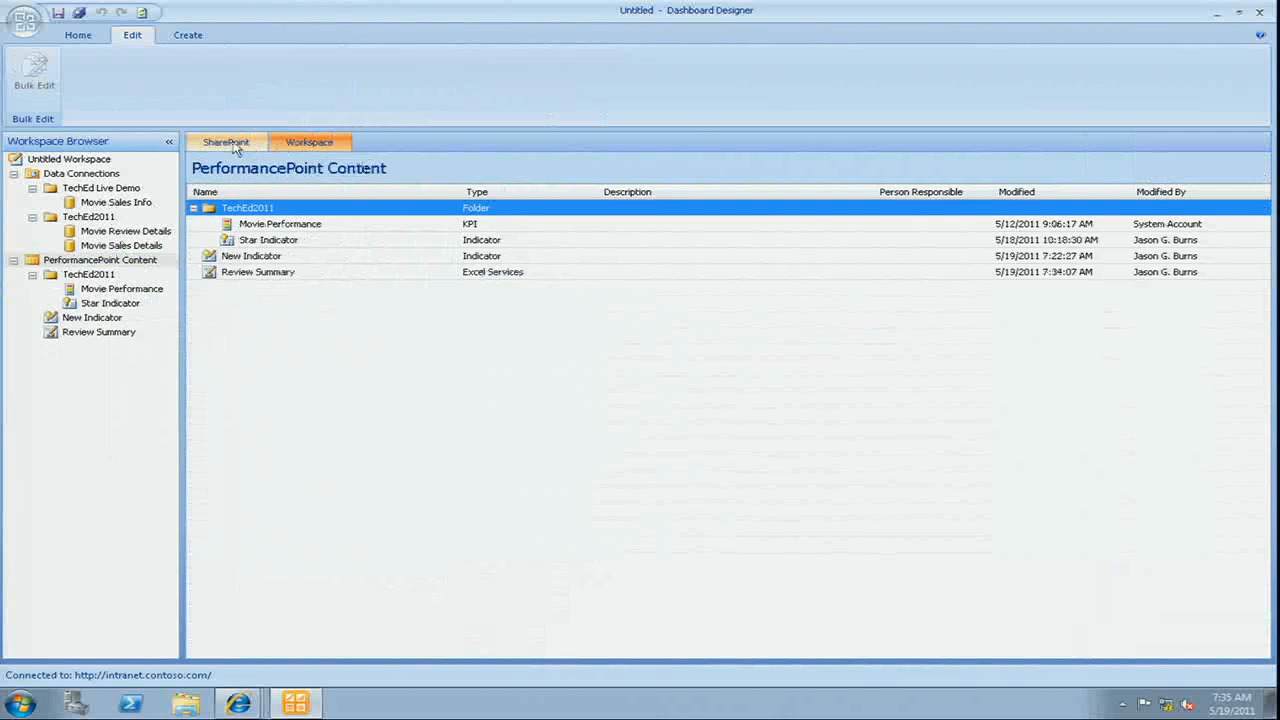 Untitled - Dashboard Designer
Home Edit Create
Bulk Edit
Bulk Edit
Workspace Browser «
Untitled Workspace
Data Connections
TechEd Live Demo
Movie Sales Info
TechEd2011
Movie Review Details
Movie Sales Details
PerformancePoint Content
TechEd2011
Movie Performance
Star Indicator
New Indicator
Review Summary
SharePoint Workspace
PerformancePoint Content
Name Type Description Person Responsible Modified Modified By
TechEd2011 Folder
Movie Performance KPI 5/12/2011 9:06:17 AM System Account
Star Indicator Indicator 5/19/2011 10:18:30 AM Jason G. Burns
New Indicator Indicator 5/19/2011 7:22:27 AM Jason G. Burns
Review Summary Excel Services 5/19/2011 7:34:07 AM Jason G. Burns
Connected to: http://intranet.contoso.com/
7:35 AM
5/19/2011